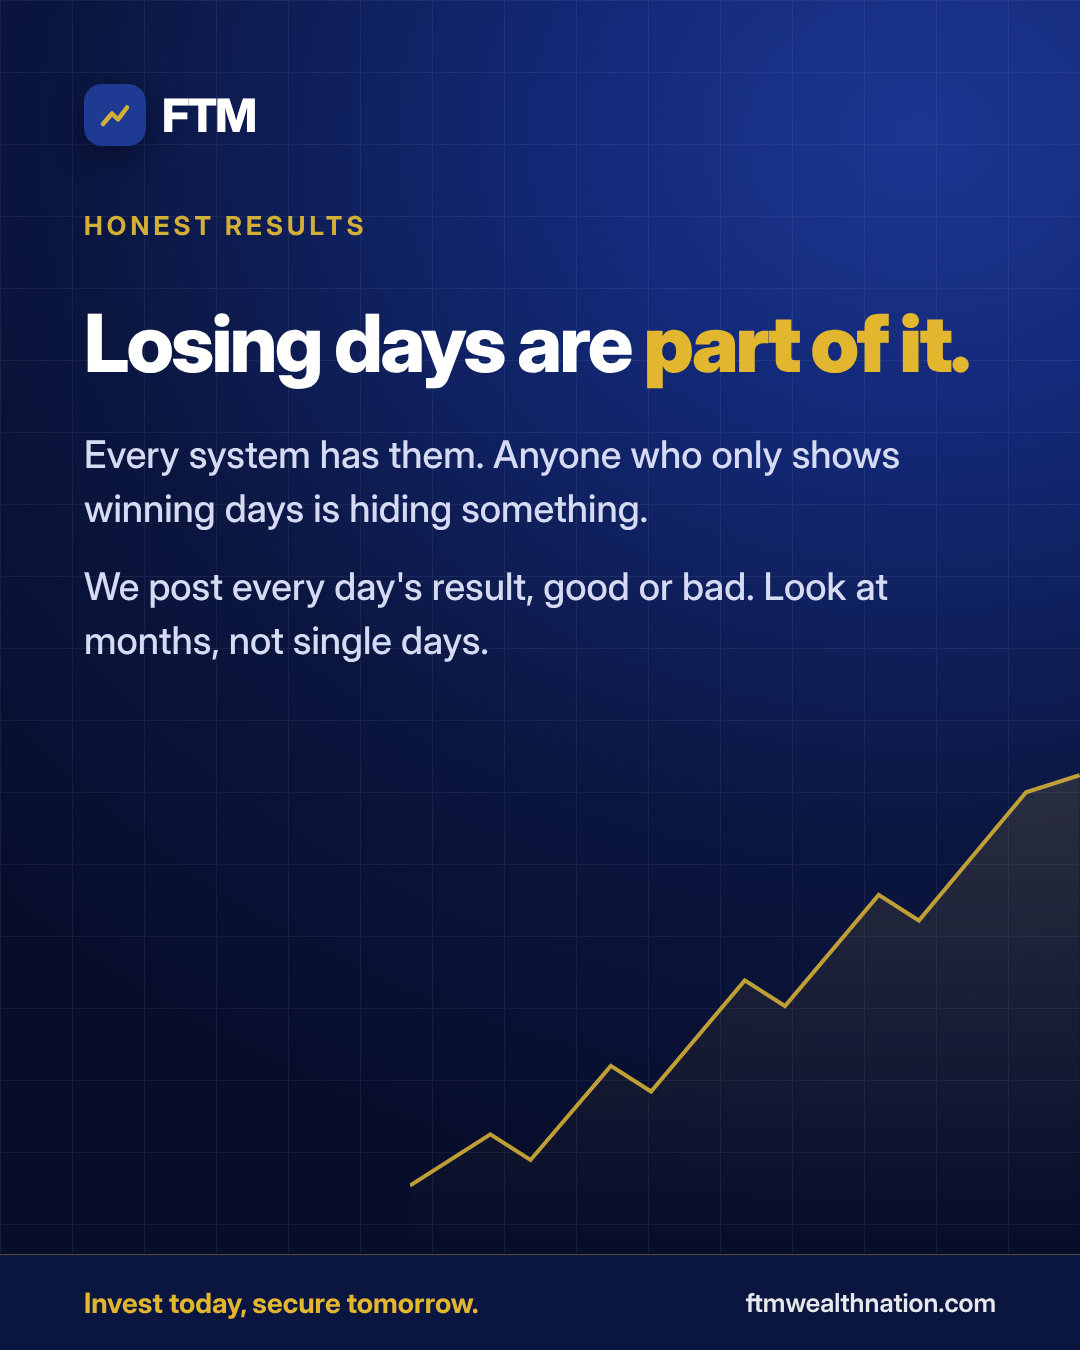 FTM
HONEST RESULTS
Losing days are part of it.
Every system has them. Anyone who only shows
winning days is hiding something.
We post every day's result, good or bad. Look at
months, not single days.
Invest today, secure tomorrow.
ftmwealthnation.com